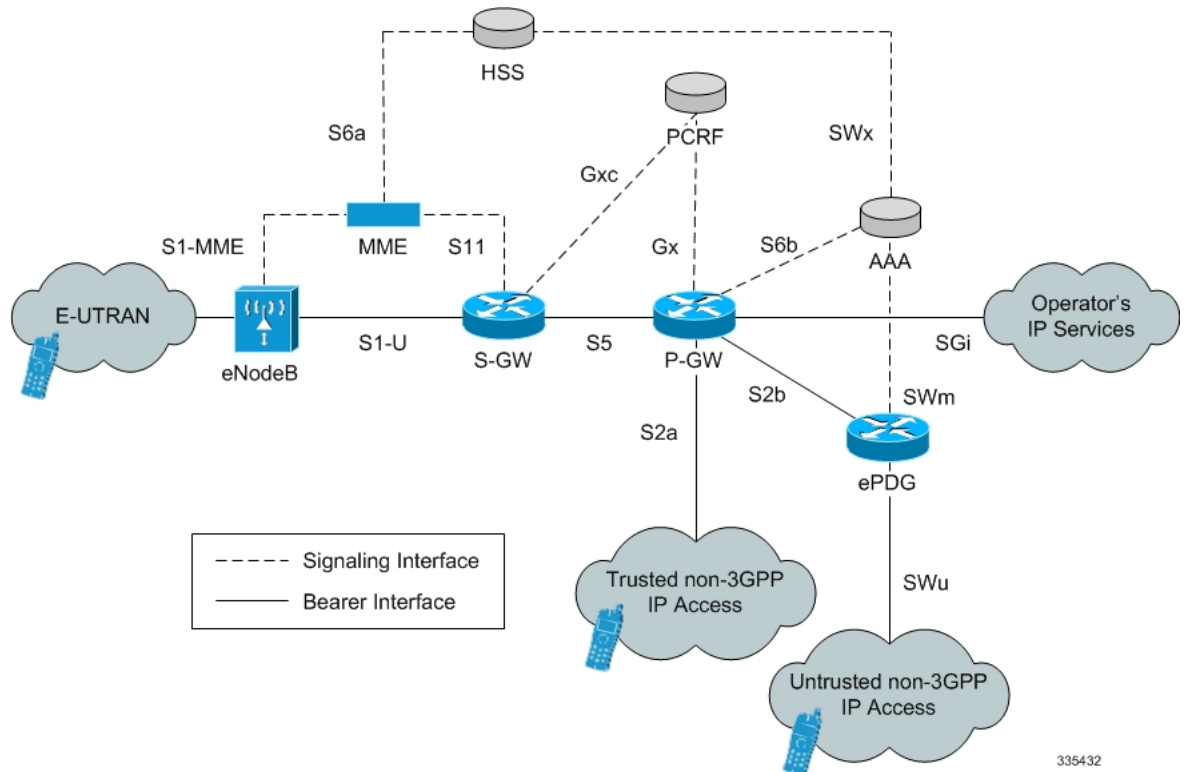 HSS
PCRF
S6a
SWx
Gxc
S1-MME
MME
S11
Gx
S6b
AAA
E-UTRAN
Operator's
IP Services
S1-U
S5
SGi
eNodeB
S-GW
P-GW
S2b
SWm
S2a
ePDG
Signaling Interface
Bearer Interface
Trusted non-3GPP
IP Access
SWu
Untrusted non-3GPP
IP Access
335432